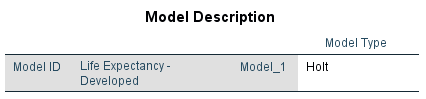 Model Description
Model Type
Model ID Life Expectancy - Developed Model_1 Holt